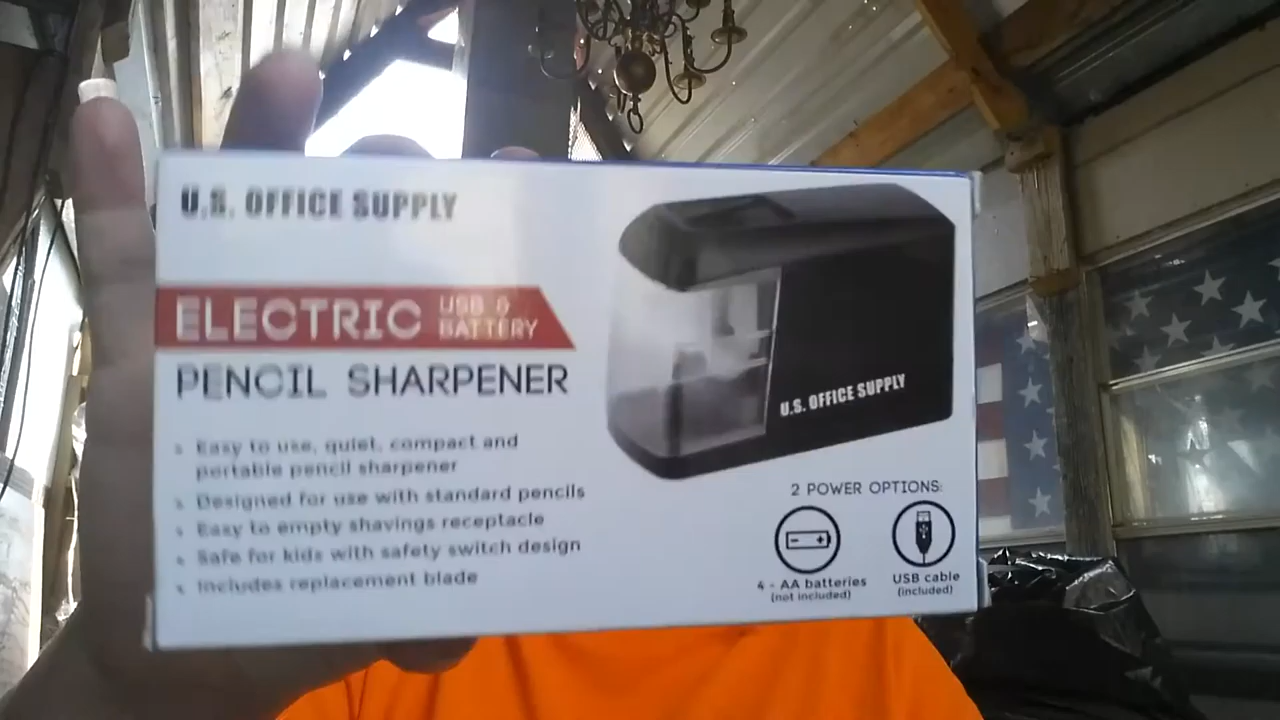 U.S. OFFICE SUPPLY
ELECTRIC USB &
BATTERY
PENCIL SHARPENER
Easy to use, quiet, compact and
portable pencil sharpener
Designed for use with standard pencils
Easy to empty shavings receptacle
Safe for kids with safety switch design
Includes replacement blade
U.S. OFFICE SUPPLY
2 POWER OPTIONS:
4 - AA batteries
(not included)
USB cable
(included)